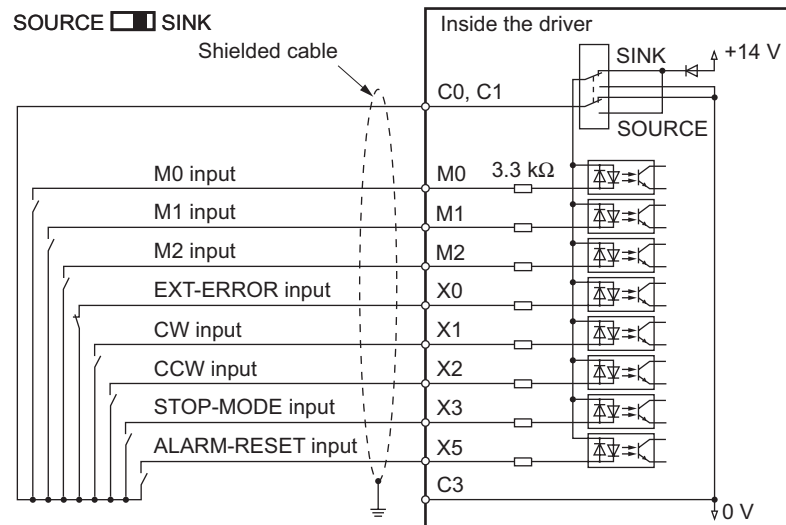 SOURCE SINK
Shielded cable
Inside the driver
SINK
+14 V
C0, C1
SOURCE
M0 input
M0
3.3 kΩ
M1 input
M1
M2 input
M2
EXT-ERROR input
X0
CW input
X1
CCW input
X2
STOP-MODE input
X3
ALARM-RESET input
X5
C3
0 V